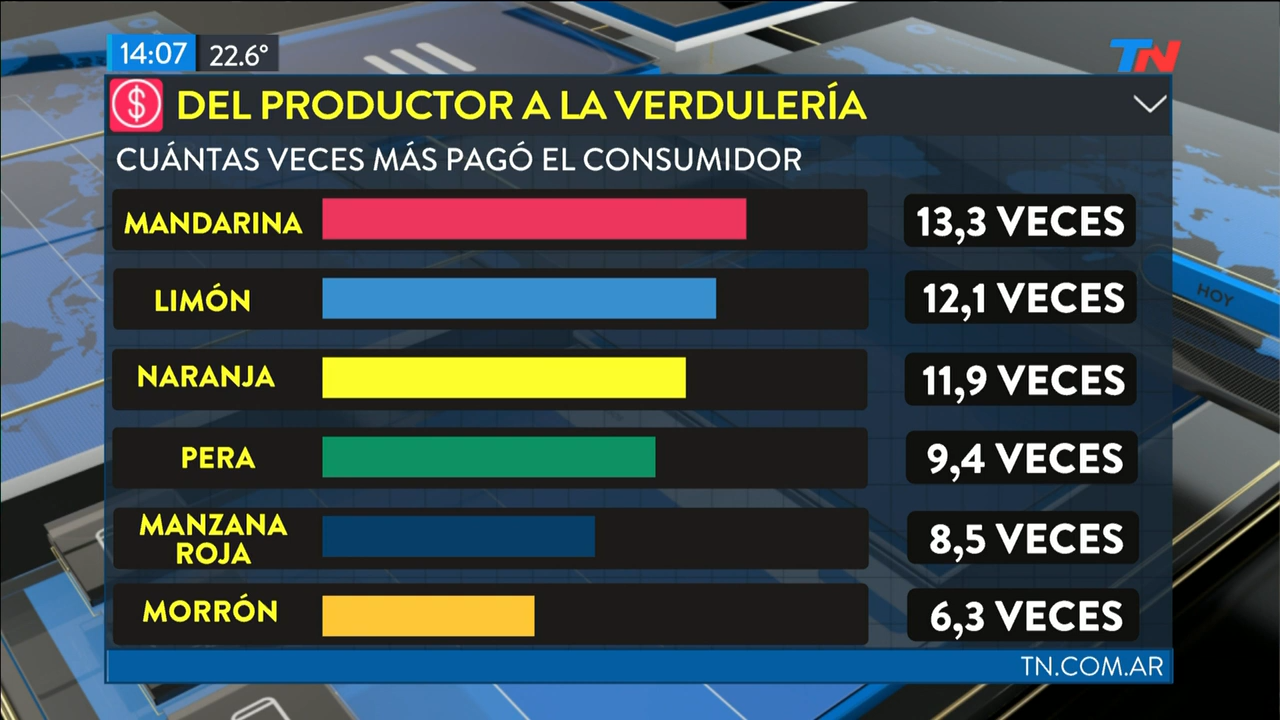 14:07 22.6°
TN
DEL PRODUCTOR A LA VERDULERÍA
CUÁNTAS VECES MÁS PAGÓ EL CONSUMIDOR
MANDARINA 13,3 VECES
LIMÓN 12,1 VECES
HOY
NARANJA 11,9 VECES
PERA 9,4 VECES
MANZANA
ROJA 8,5 VECES
MORRÓN 6,3 VECES
TN.COM.AR